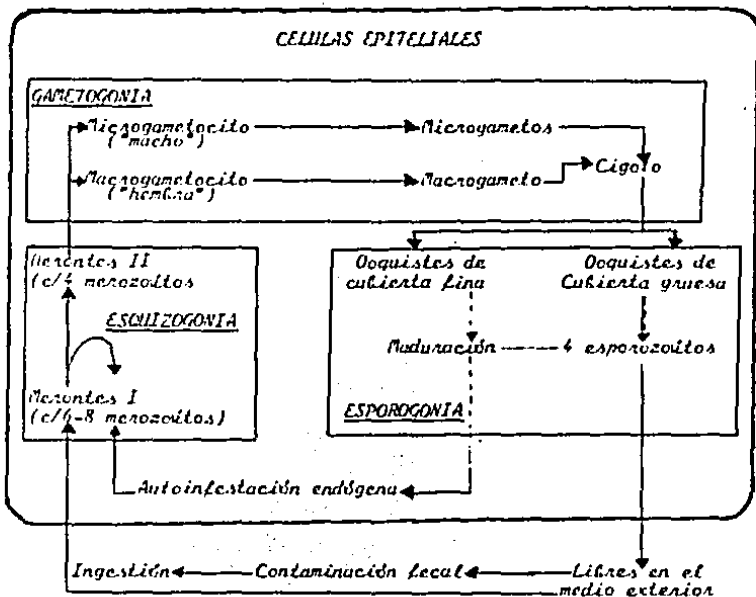 CELULAS EPITELIALES
GAMETOGONIA
Microgametocito
("macho")
Microgametos
Macrogametocito
("hembra")
Macrogameto
Cigoto
Merontes II
(c/4 merozoitos
ESQUIZOGONIA
Merontes I
(c/6-8 merozoitos)
Ooquistes de
cubierta fina
Ooquistes de
Cubierta gruesa
Maduración
4 esporozoitos
ESPOROGONIA
Autoinfestación endógena
Ingestión
Contaminación fecal
Libres en el
medio exterior